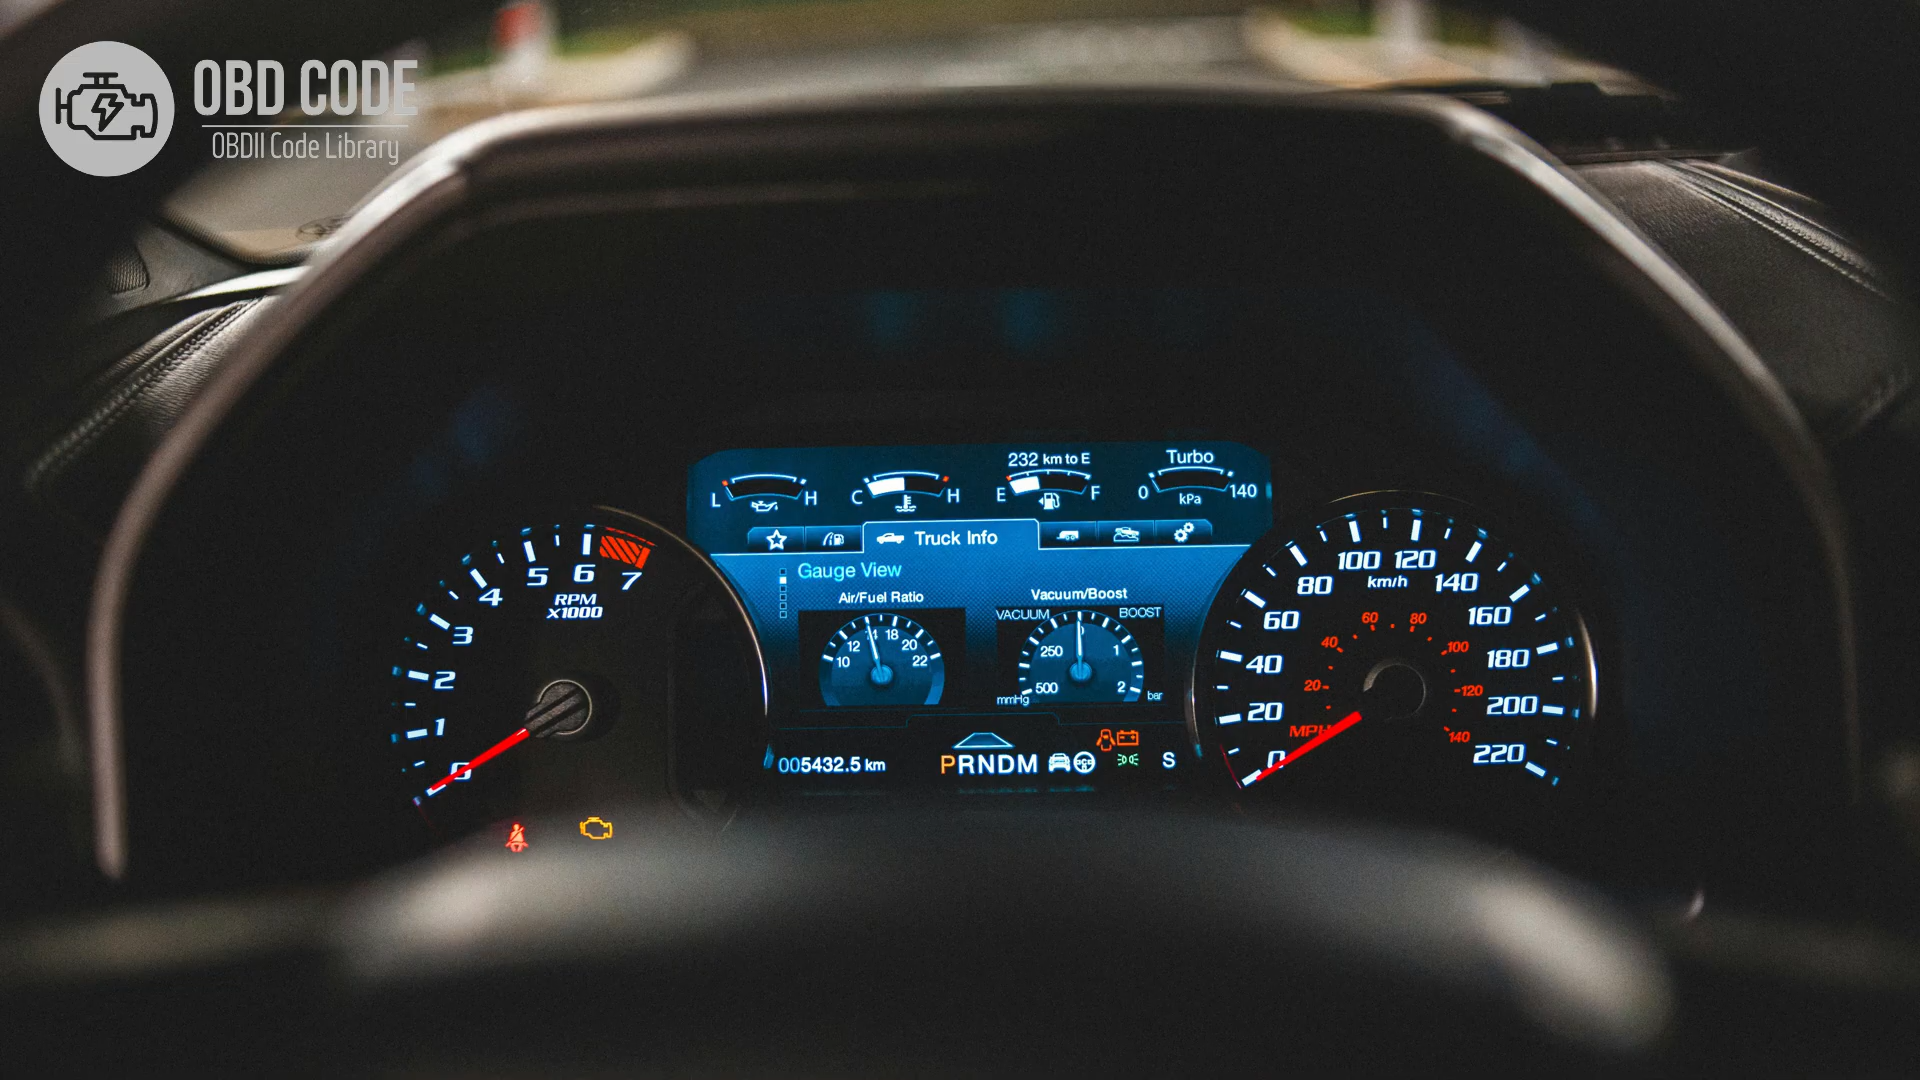 OBD CODE
OBDII Code Library
232 km to E
Turbo
L H
C H
E F
0 140
kPa
Truck Info
Gauge View
Air/Fuel Ratio
10 12 14 18 20 22
Vacuum/Boost
VACUUM BOOST
0
250 1
500 2
mmHg bar
0 1 2 3 4 5 6 7
RPM
X1000
0 20 40 60 80 100 120 140 160 180 200 220
km/h
20 40 60 80 100 120 140
MPH
005432.5 km
PRNDM
S